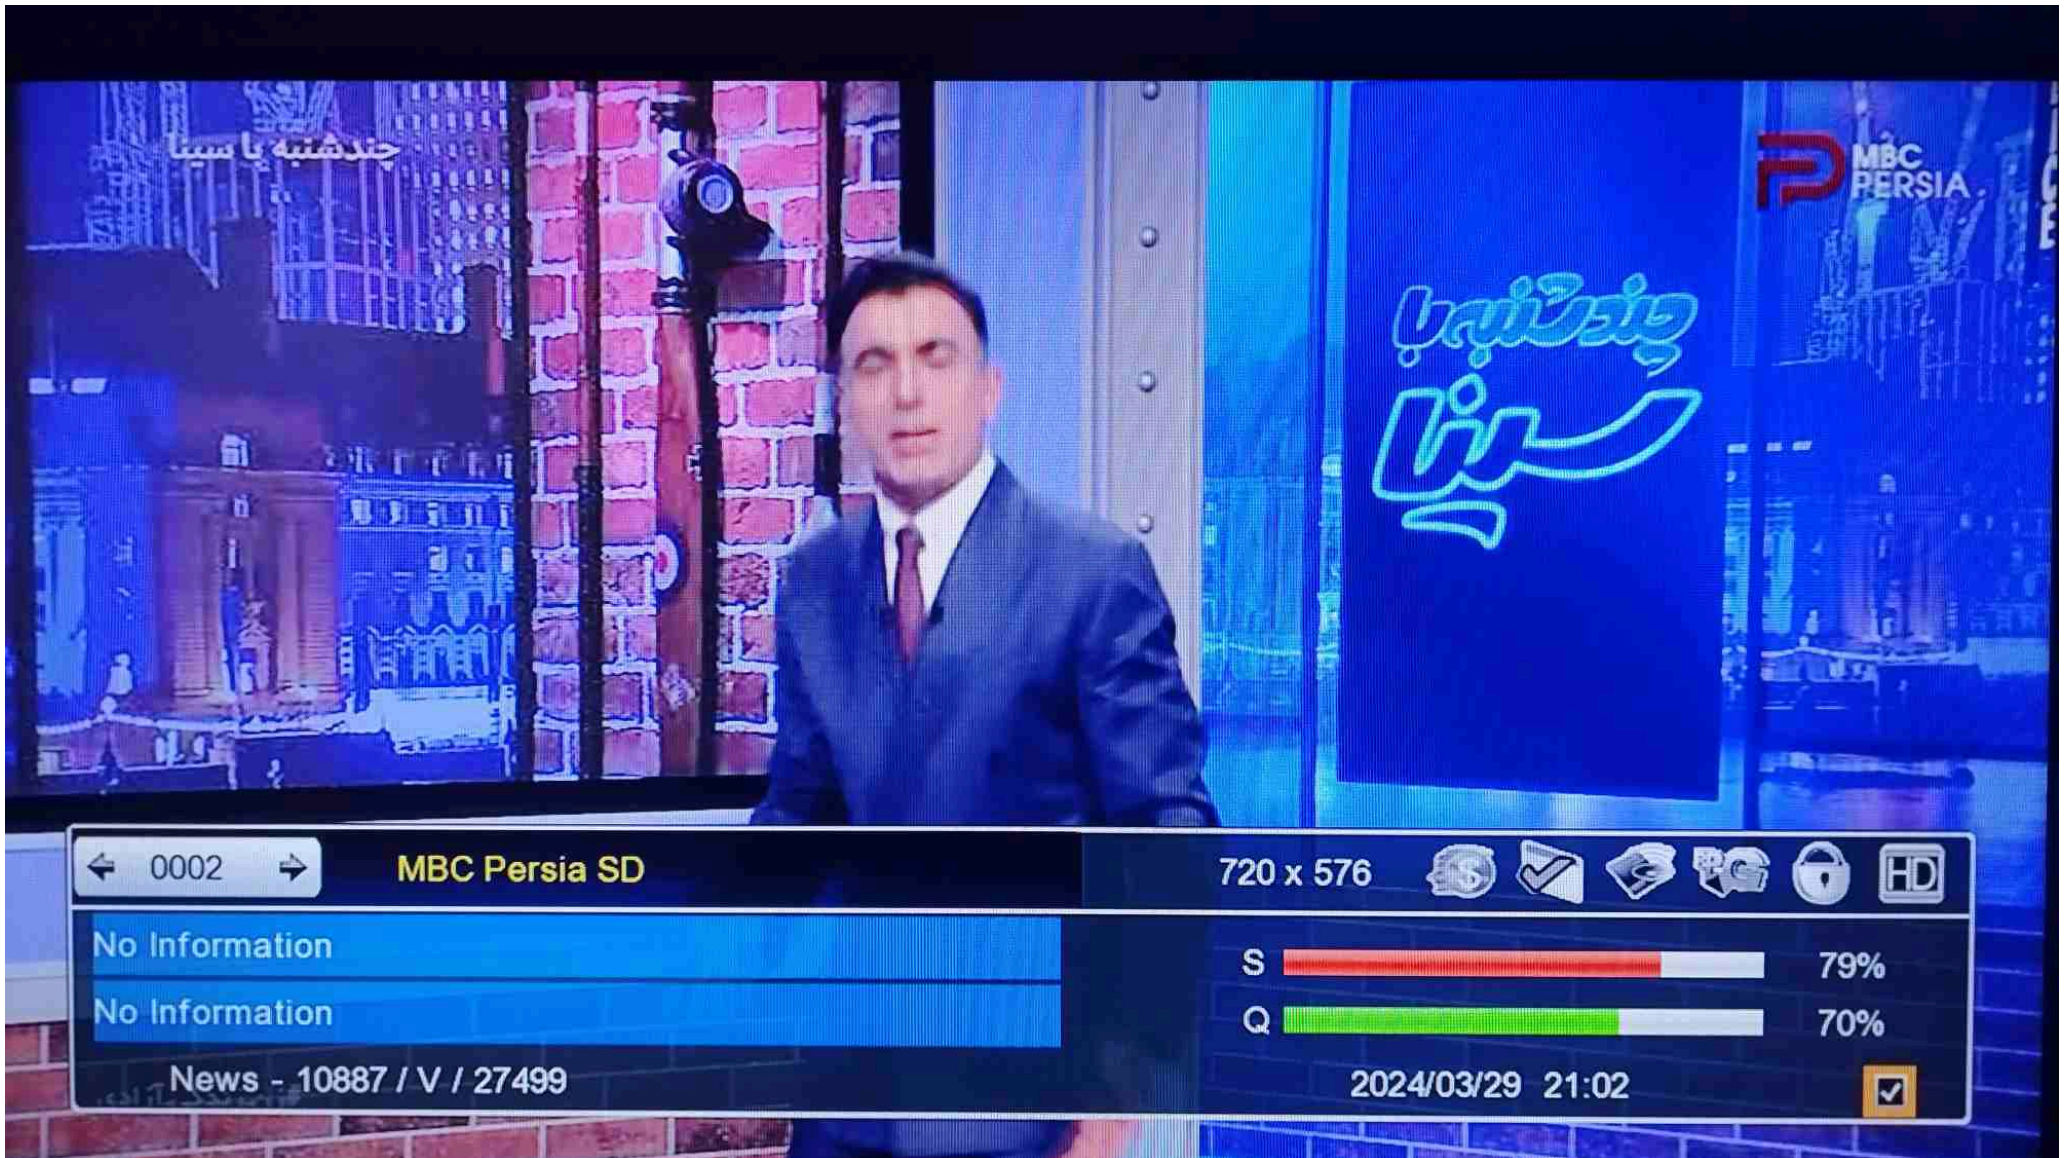 چندشنبه با سینا
MBC
PERSIA
چندشنبه با
سینا
0002
MBC Persia SD
720 x 576
$
HD
No Information
No Information
S
79%
Q
70%
News - 10887 / V / 27499
2024/03/29 21:02